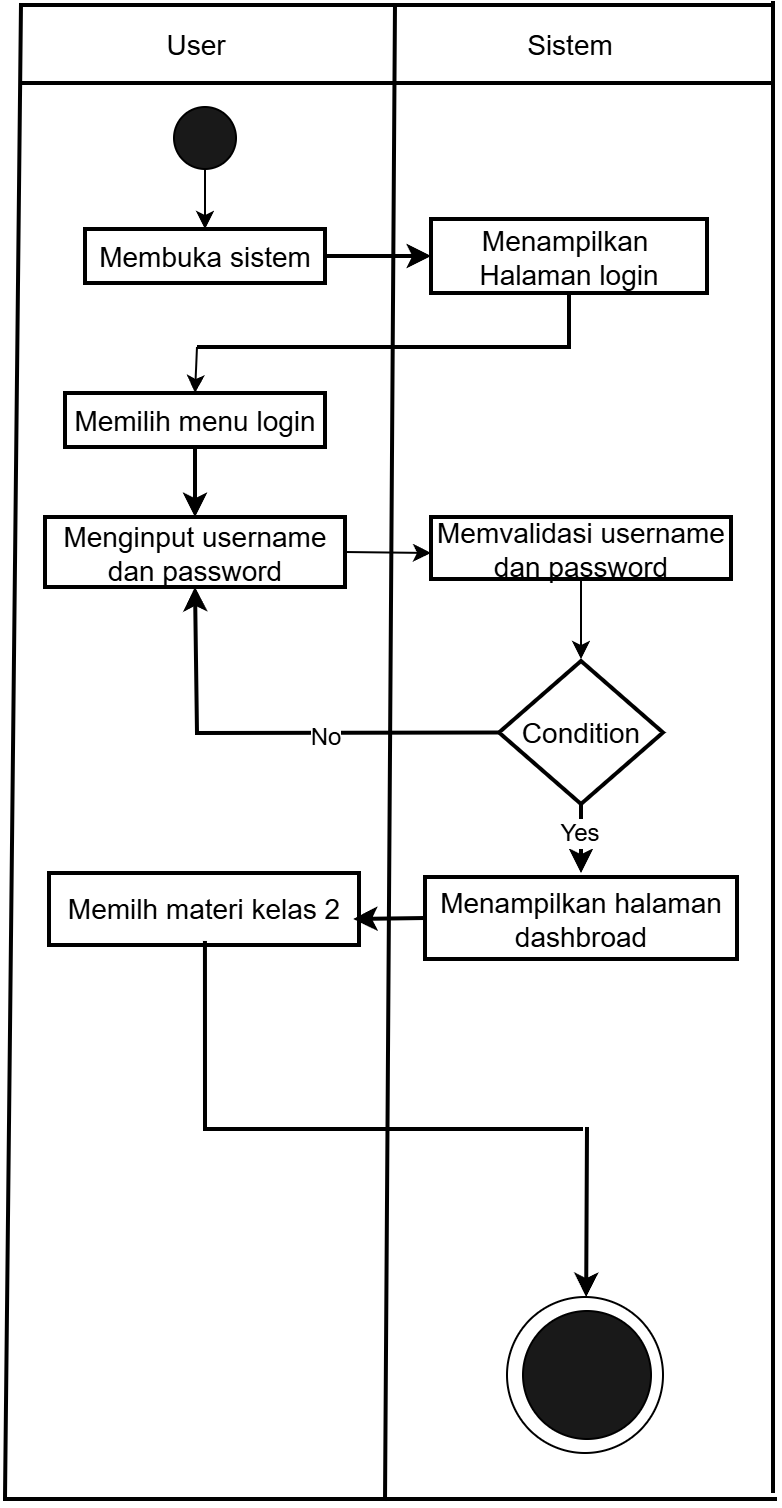 User
Sistem
Membuka sistem
Menampilkan
Halaman login
Memilih menu login
Menginput username
dan password
Memvalidasi username
dan password
Condition
No
Yes
Memilh materi kelas 2
Menampilkan halaman
dashbroad